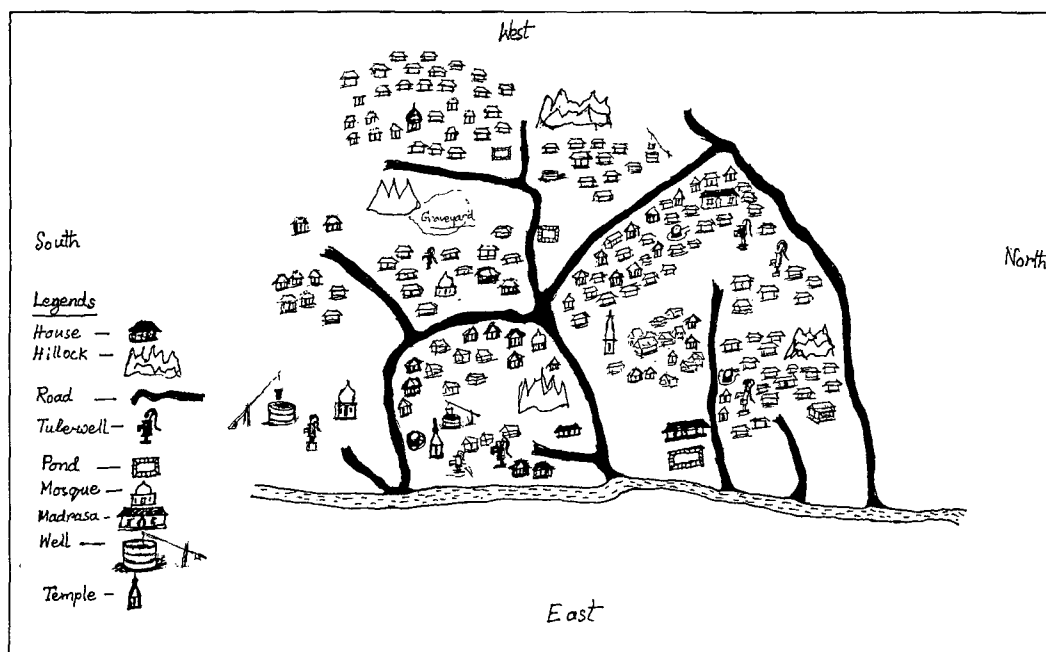 West
Graveyard
South
North
Legends
House —
Hillock —
Road —
Tubewell —
Pond —
Mosque —
Madrasa -
Well —
Temple —
East